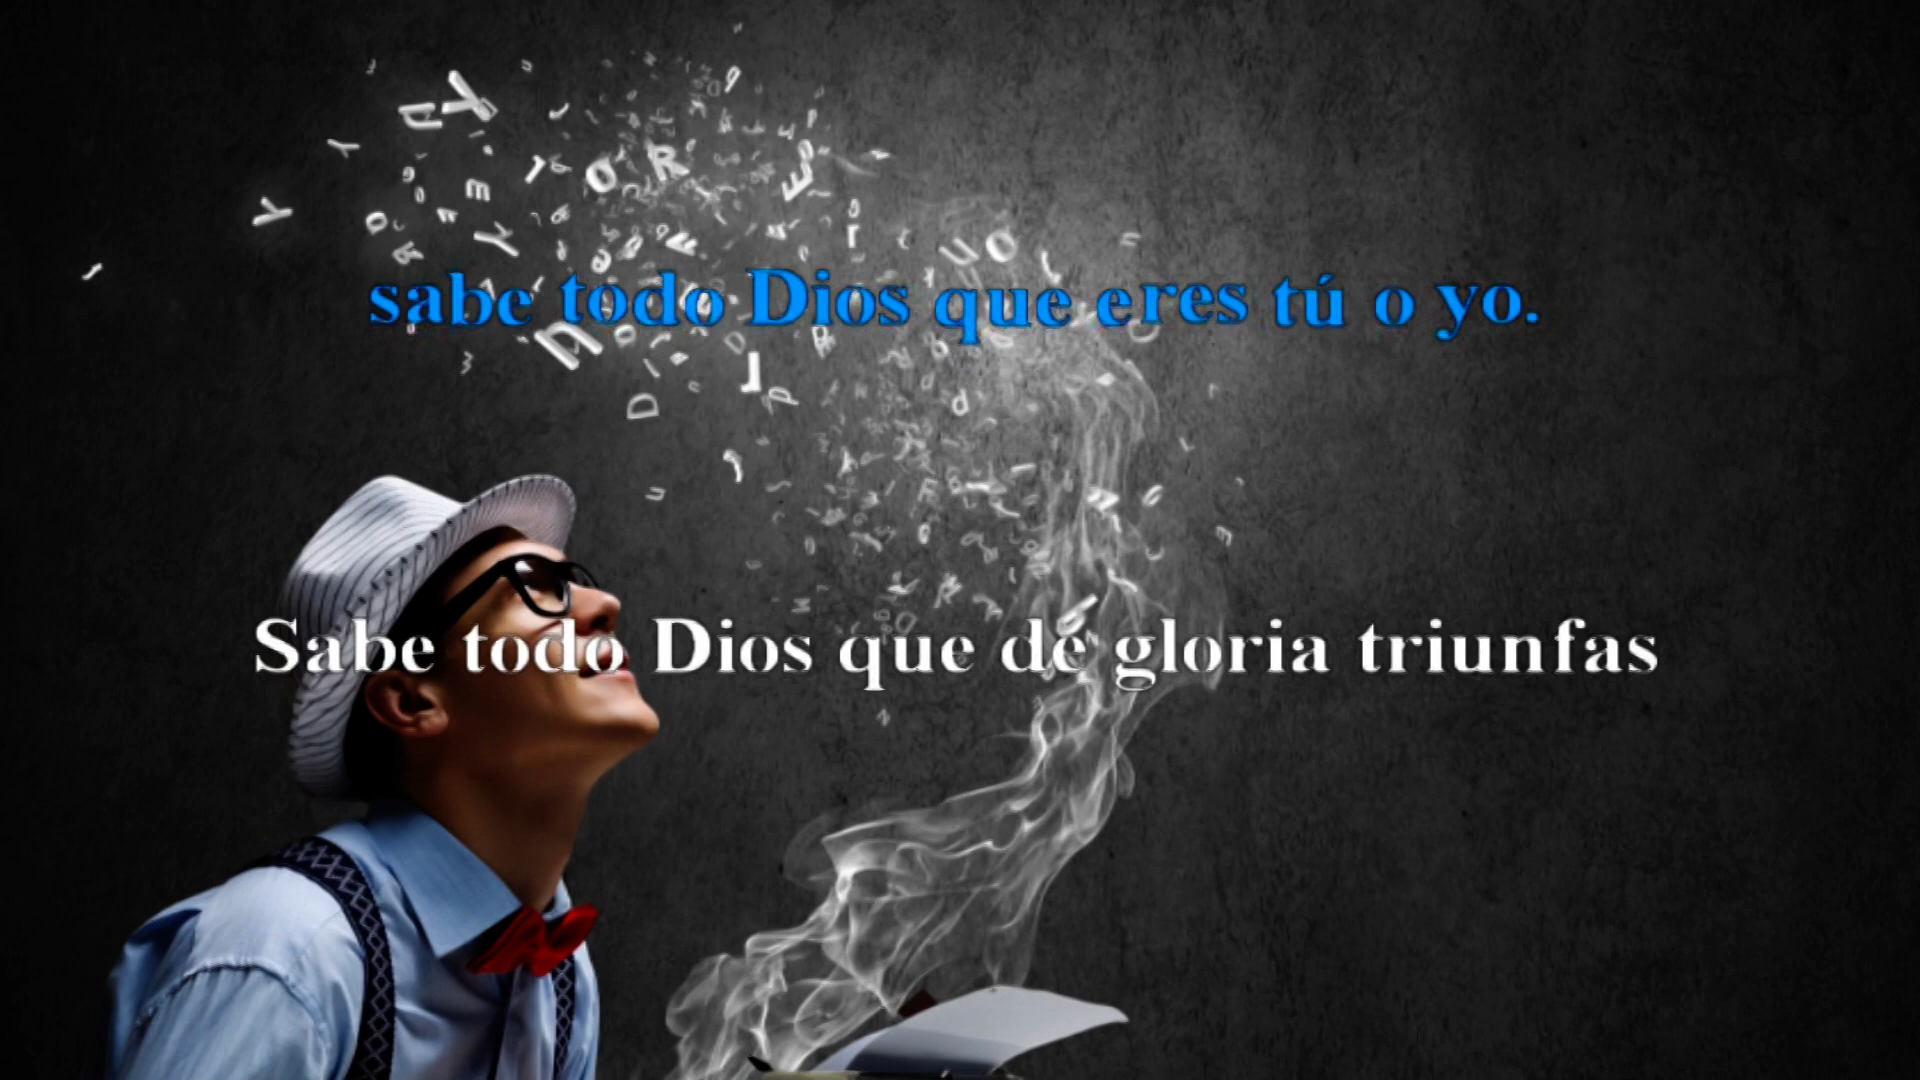 sabe todo Dios que eres tú o yo.
Sabe todo Dios que de gloria triunfas